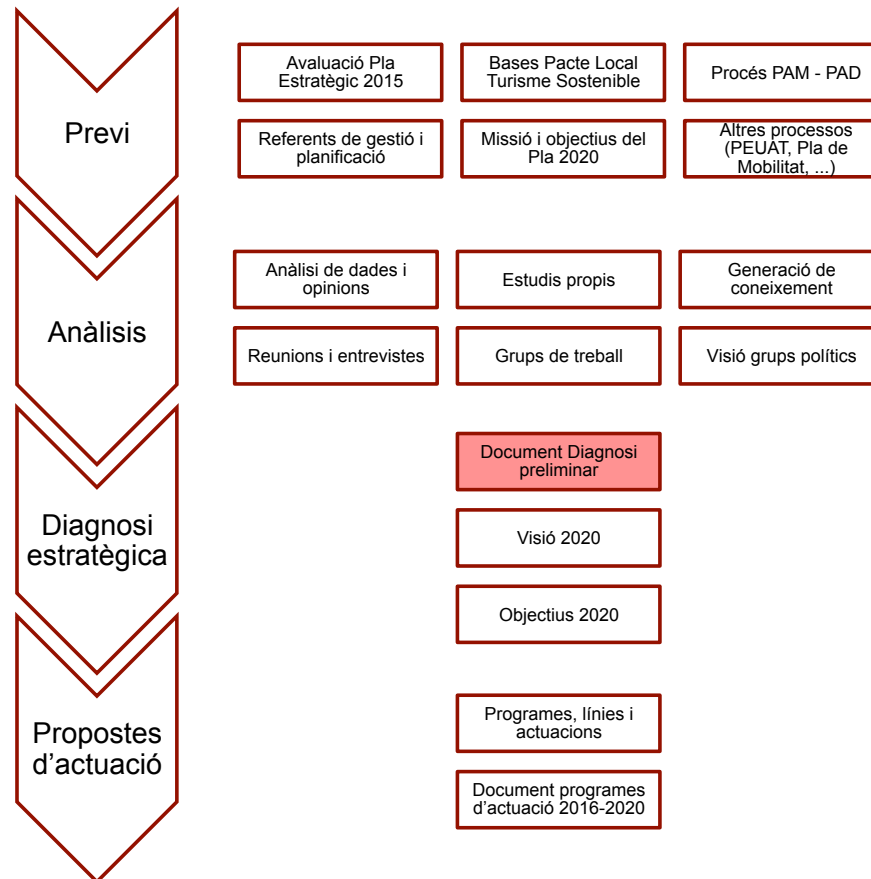 Previ
Avaluació Pla
Estratègic 2015
Bases Pacte Local
Turisme Sostenible
Procés PAM - PAD
Referents de gestió i
planificació
Missió i objectius del
Pla 2020
Altres processos
(PEUAT, Pla de
Mobilitat, ...)
Anàlisis
Anàlisi de dades i
opinions
Estudis propis
Generació de
coneixement
Reunions i entrevistes
Grups de treball
Visió grups polítics
Diagnosi
estratègica
Document Diagnosi
preliminar
Visió 2020
Objectius 2020
Propostes
d’actuació
Programes, línies i
actuacions
Document programes
d’actuació 2016-2020